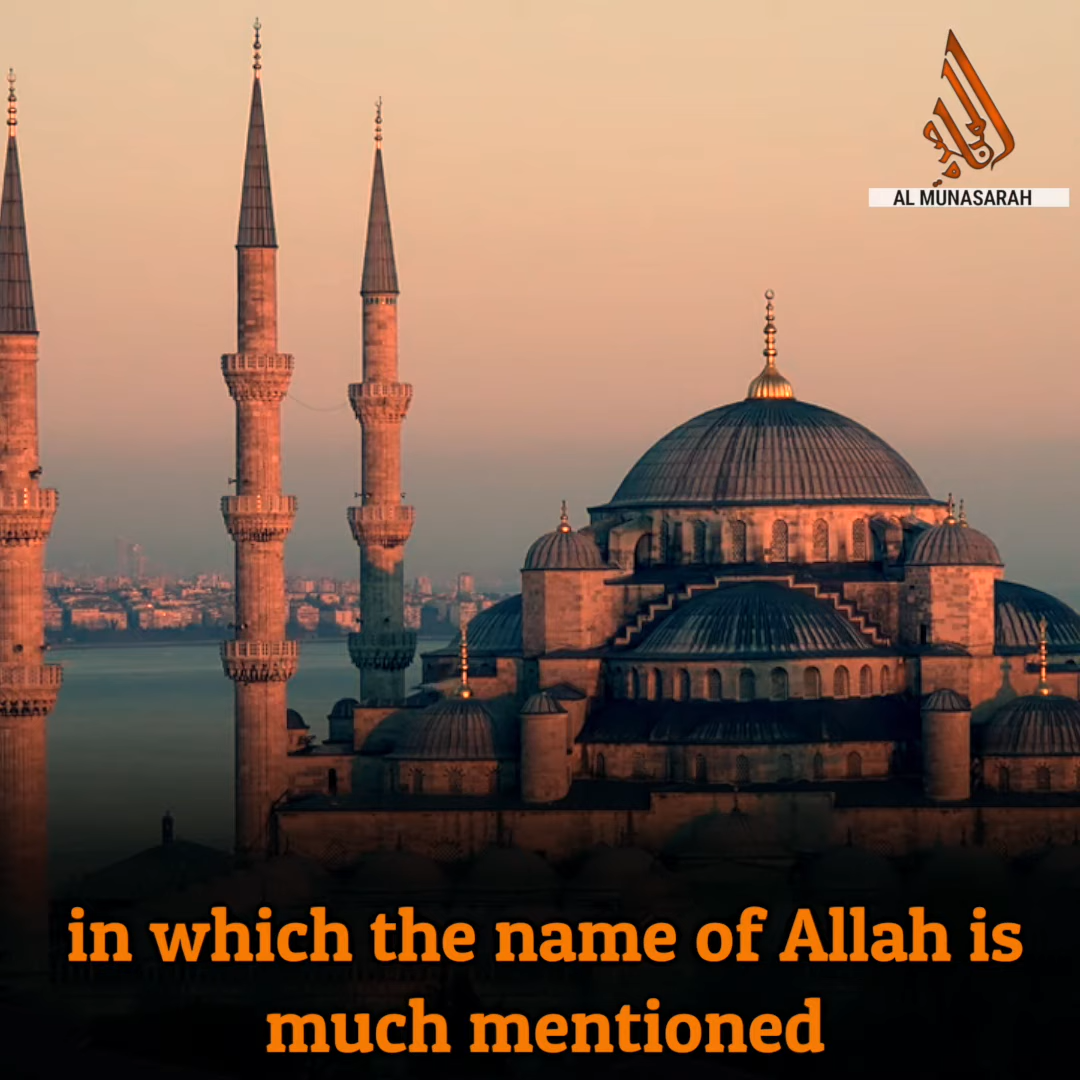 AL MUNASARAH
in which the name of Allah is
much mentioned